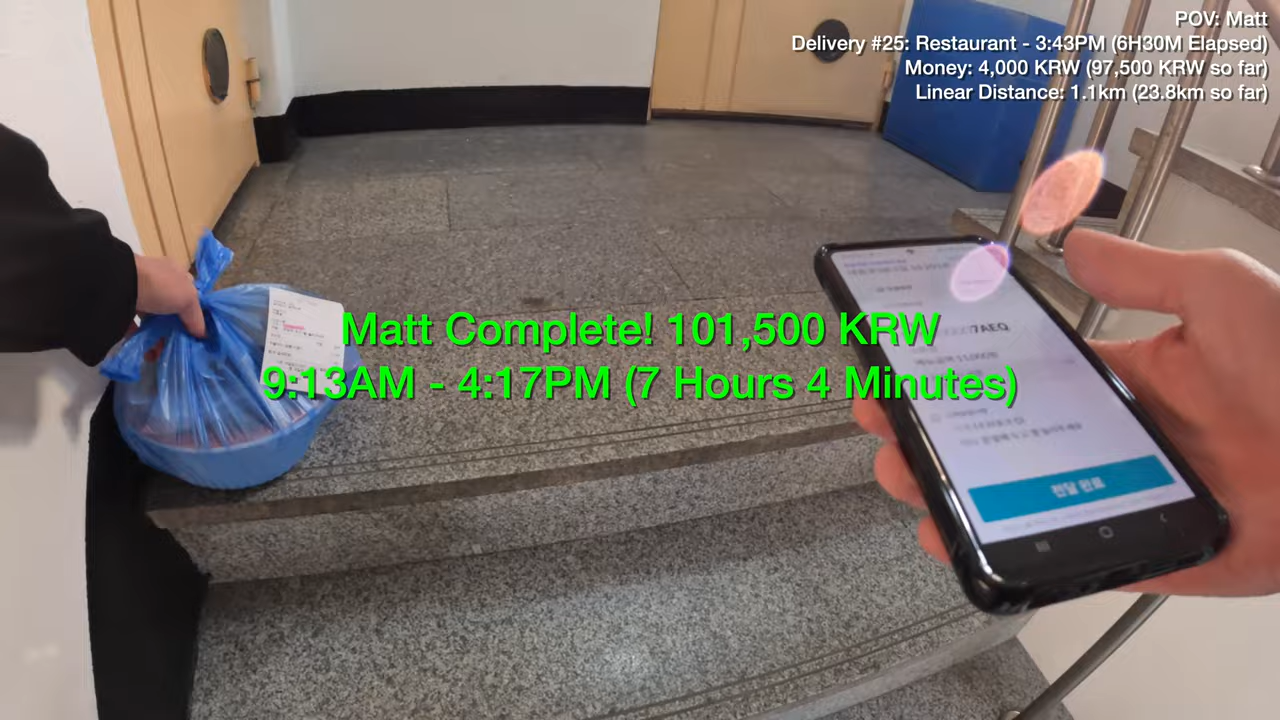 POV: Matt
Delivery #25: Restaurant - 3:43PM (6H30M Elapsed)
Money: 4,000 KRW (97,500 KRW so far)
Linear Distance: 1.1km (23.8km so far)
Matt Complete! 101,500 KRW
9:13AM - 4:17PM (7 Hours 4 Minutes)
7AEQ
전달 완료